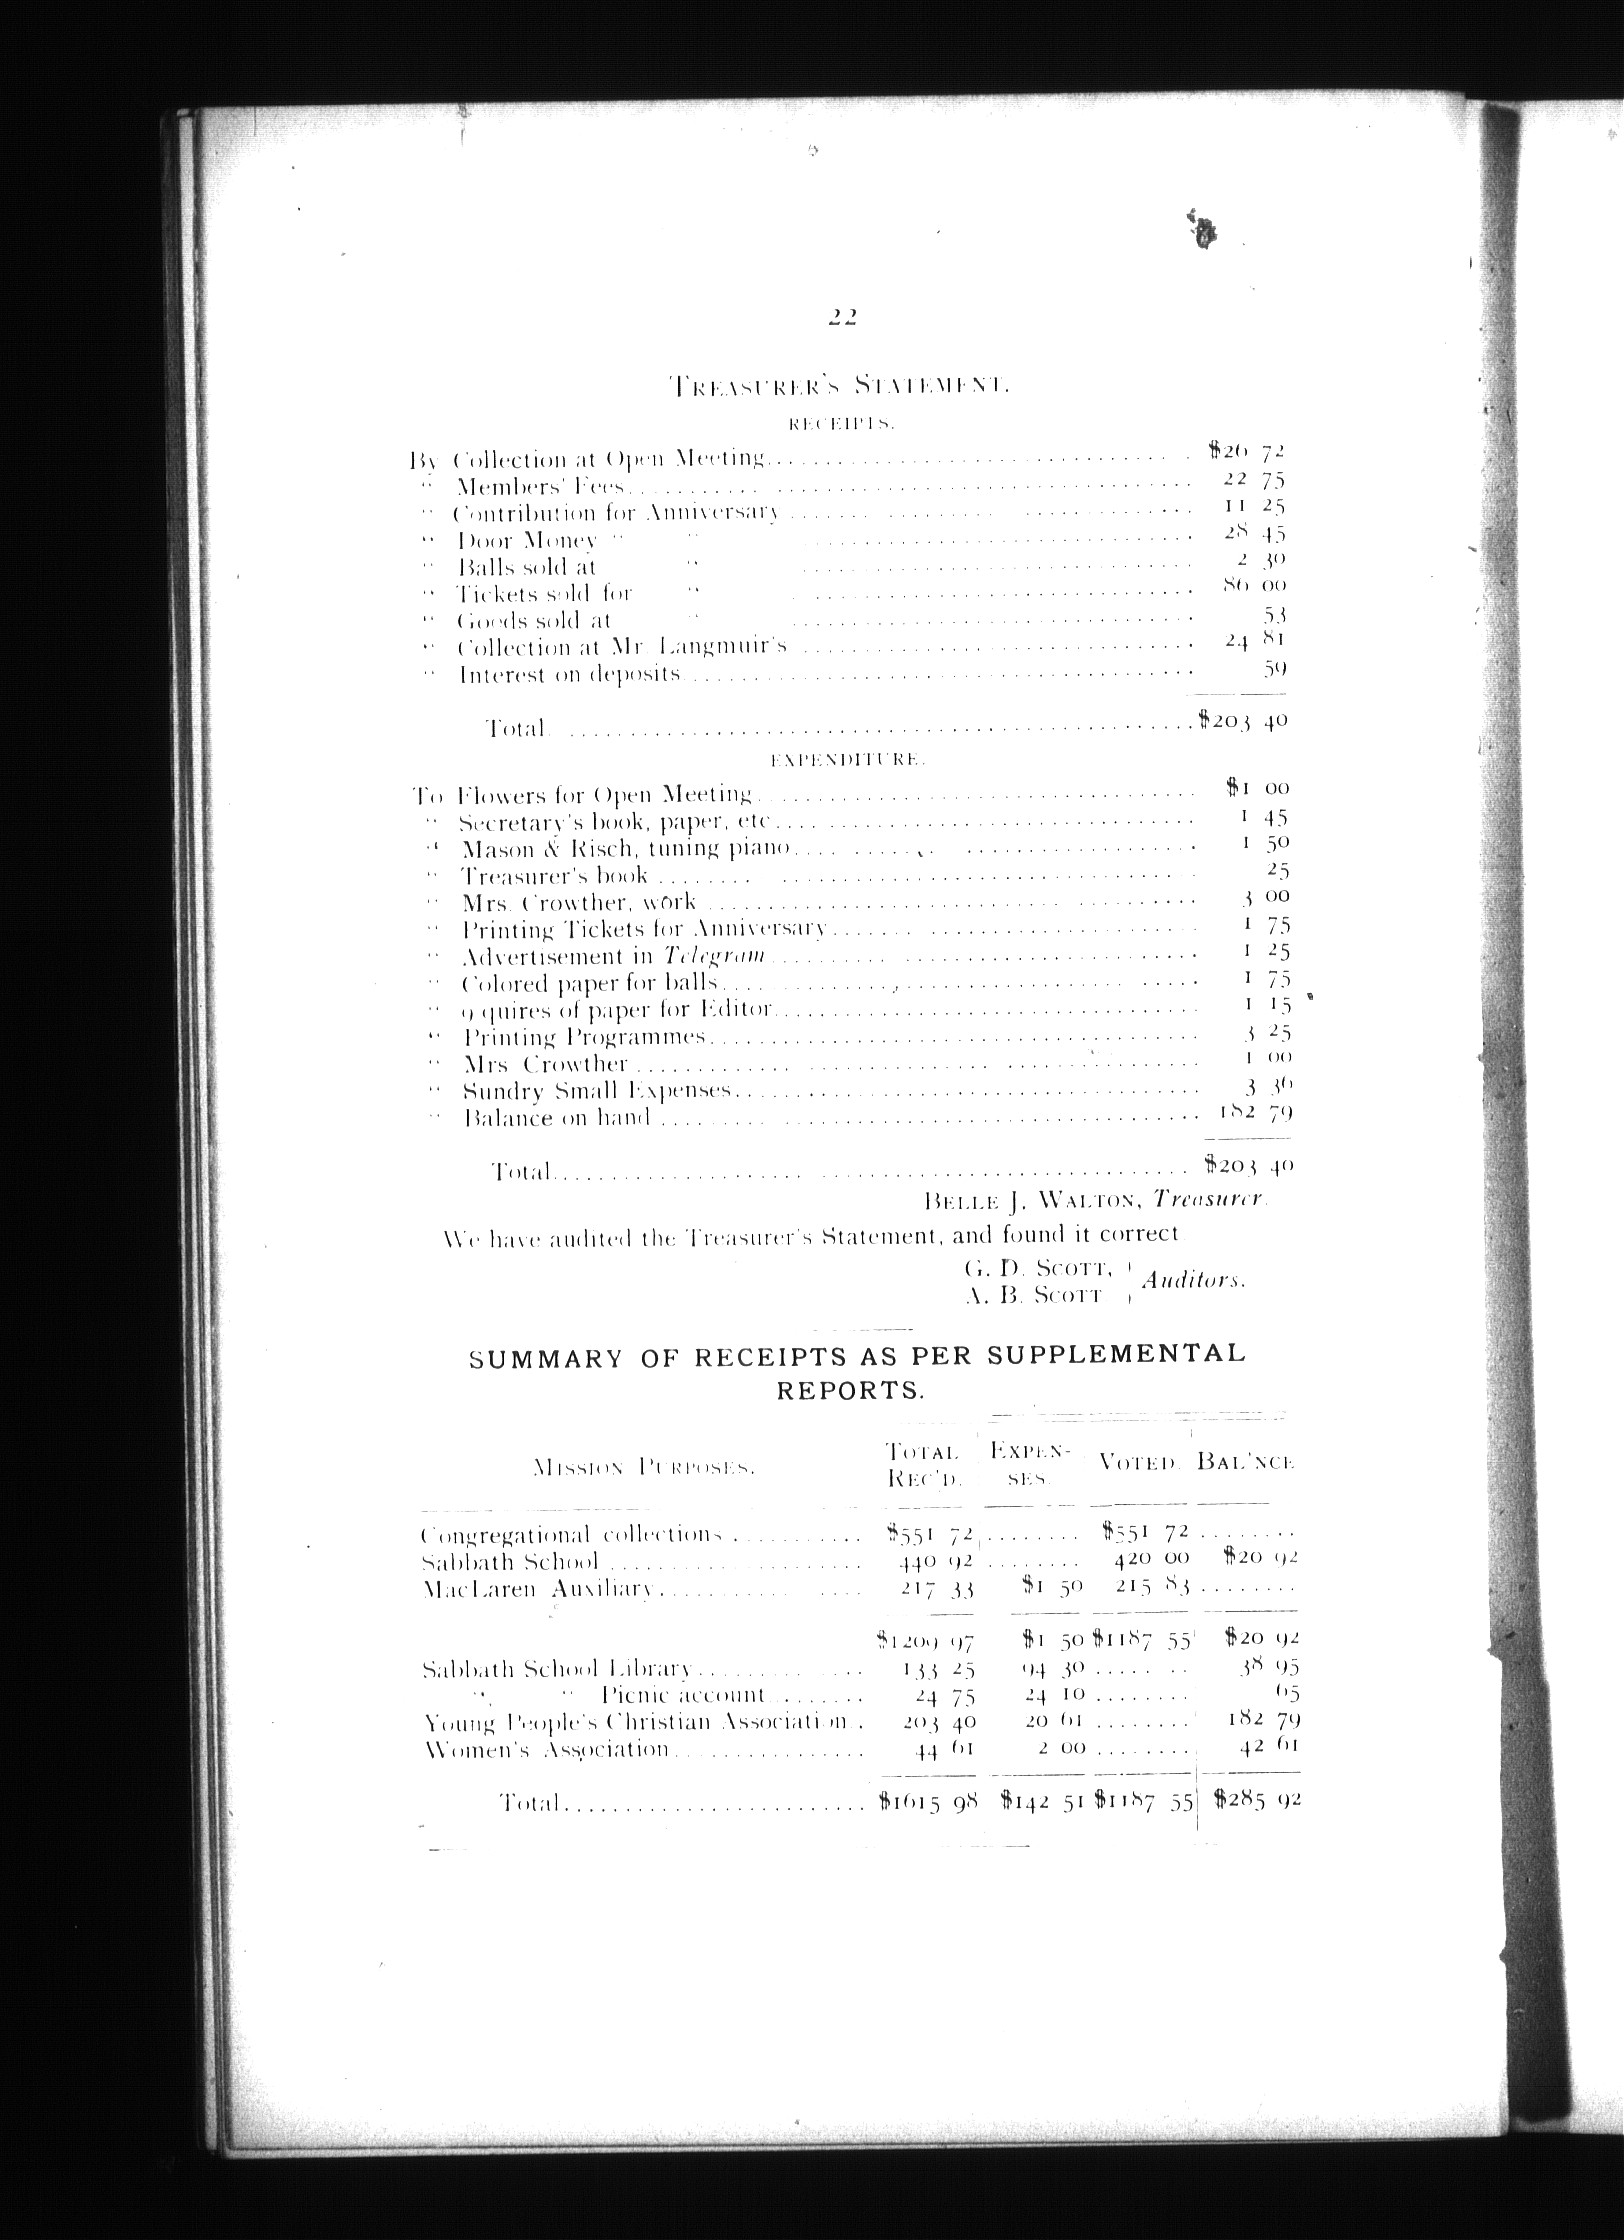 22
TREASURER'S STATEMENT.
RECEIPTS.
By Collection at Open Meeting.................................. $26 72
" Members' Fees.................................. 22 75
" Contribution for Anniversary.................................. 11 25
" Door Money " ".................................. 28 45
" Balls sold at ".................................. 2 30
" Tickets sold for ".................................. 86 00
" Goods sold at ".................................. 53
" Collection at Mr. Langmuir's.................................. 24 81
" Interest on deposits.................................. 59
Total.................................. $203 40
EXPENDITURE.
To Flowers for Open Meeting.................................. $1 00
" Secretary's book, paper, etc.................................. 1 45
" Mason & Risch, tuning piano.................................. 1 50
" Treasurer's book.................................. 25
" Mrs. Crowther, work.................................. 3 00
" Printing Tickets for Anniversary.................................. 1 75
" Advertisement in Telegram.................................. 1 25
" Colored paper for balls.................................. 1 75
" 9 quires of paper for Editor.................................. 1 15
" Printing Programmes.................................. 3 25
" Mrs. Crowther.................................. 1 00
" Sundry Small Expenses.................................. 3 36
" Balance on hand.................................. 182 79
Total.................................. $203 40
BELLE J. WALTON, Treasurer.
We have audited the Treasurer's Statement, and found it correct
G. D. SCOTT, } Auditors.
A. B. SCOTT }
SUMMARY OF RECEIPTS AS PER SUPPLEMENTAL
REPORTS.
MISSION PURPOSES. TOTAL REC'D. EXPENSES. VOTED. BAL'NCE
Congregational collections........... $551 72 ........ $551 72 ........
Sabbath School........... 440 92 ........ 420 00 $20 92
MacLaren Auxiliary........... 217 33 $1 50 215 83 ........
$1209 97 $1 50 $1187 55 $20 92
Sabbath School Library........... 133 25 94 30 ........ 38 95
" " Picnic account........ 24 75 24 10 ........ 65
Young People's Christian Association.. 203 40 20 61 ........ 182 79
Women's Association........... 44 61 2 00 ........ 42 61
Total........... $1615 98 $142 51 $1187 55 $285 92